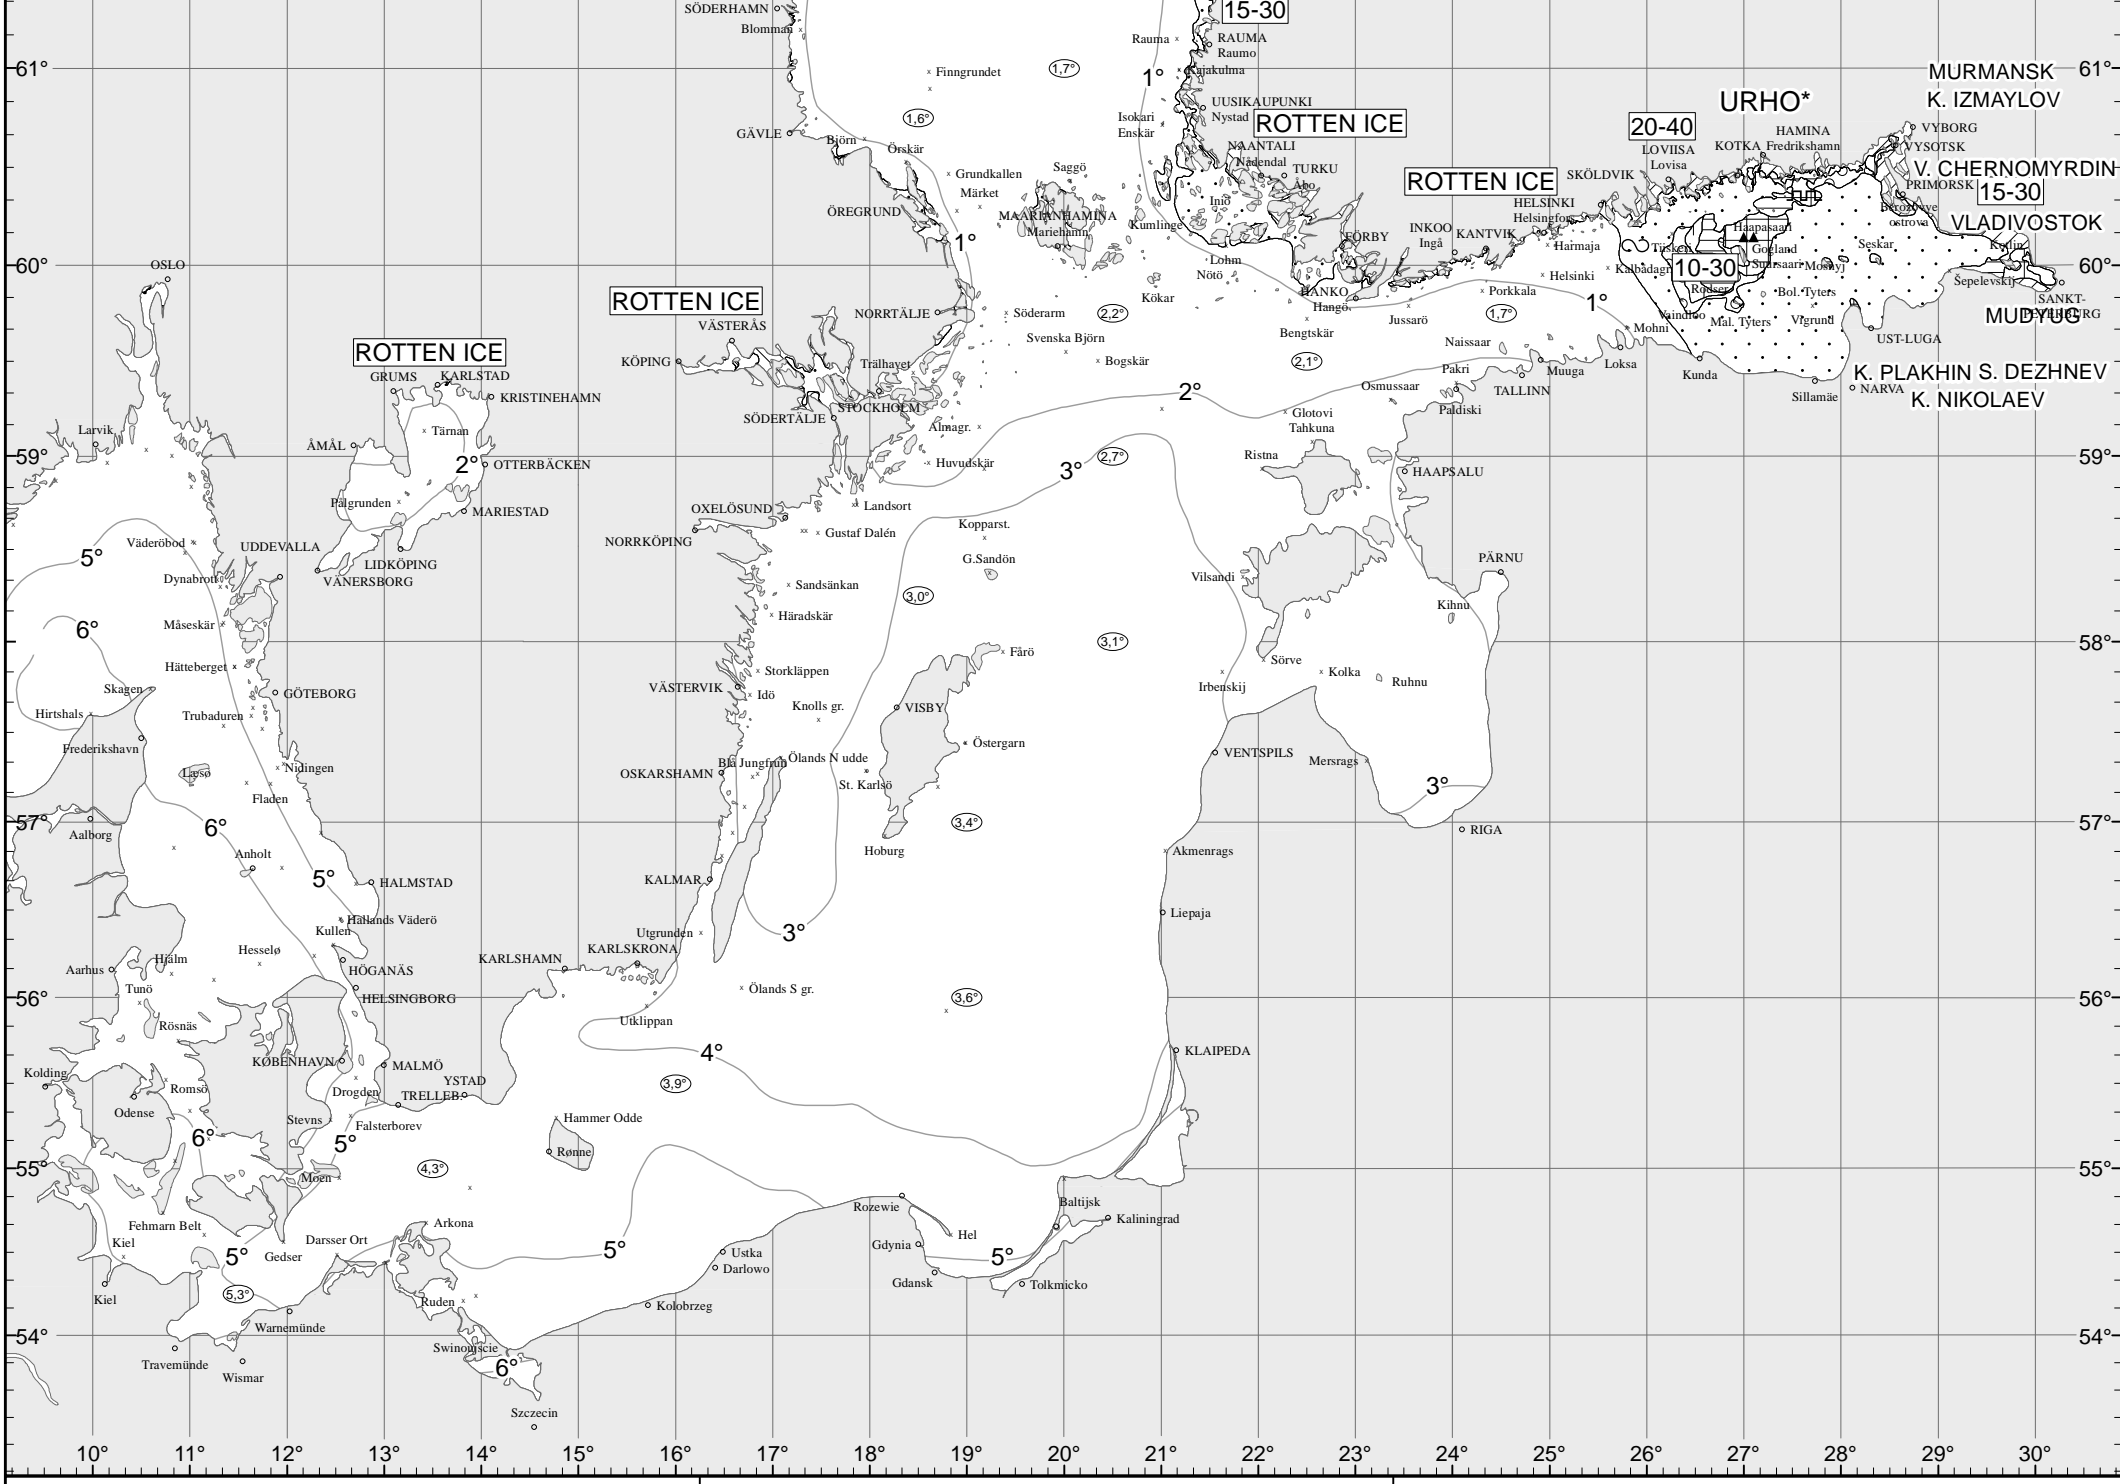 SÖDERHAMN
15-30
Blomman
Rauma
RAUMA
Raumo
61°
Finngrundet
1,7°
1°
Kajakulma
MURMANSK
61°
K. IZMAYLOV
URHO*
UUSIKAUPUNKI
Nystad
ROTTEN ICE
1,6°
Isokari
Enskär
20-40
HAMINA
Fredrikshamn
VYBORG
GÄVLE
Björn
Örskär
NAANTALI
Nådendal
LOVIISA
Lovisa
KOTKA
VYSOTSK
V. CHERNOMYRDIN
Grundkallen
Saggö
TURKU
Åbo
ROTTEN ICE
SKÖLDVIK
PRIMORSK
15-30
Märket
Iniö
HELSINKI
Helsingfors
Berozovye
ostrova
ÖREGRUND
MAARIANHAMINA
Mariehamn
Kumlinge
Haapasaari
VLADIVOSTOK
1°
FÖRBY
INKOO
Ingå
KANTVIK
Harmaja
Tiiskeri
Gogland
Suursaari
Seskar
Kotlin
OSLO
60°
Lohm
Nötö
Helsinki
Kalbådagr
10-30
Moshyj
60°
Sepelevskij
ROTTEN ICE
Kökar
HANKO
Hangö
Porkkala
1°
Rodser
Bol. Tyters
SANKT-
PETERBURG
VÄSTERÅS
NORRTÄLJE
Söderarm
2,2°
Jussarö
1,7°
Vaindloo
Mal. Tyters
Vigrund
MUDYUG
ROTTEN ICE
KÖPING
Svenska Björn
Bengtskär
Mohni
UST-LUGA
GRUMS
KARLSTAD
Trälhavet
Bogskär
2,1°
Naissaar
Muuga
Loksa
Kunda
K. PLAKHIN S. DEZHNEV
KRISTINEHAMN
2°
Pakri
TALLINN
NARVA
Osmussaar
Sillamäe
K. NIKOLAEV
SÖDERTÄLJE
STOCKHOLM
Glotovi
Tahkuna
Paldiski
Larvik
Tärnan
Almagr.
ÅMÅL
59°
2°
OTTERBÄCKEN
Huvudskär
3°
2,7°
Ristna
HAAPSALU
59°
Pålgrunden
MARIESTAD
OXELÖSUND
Landsort
Kopparst.
Väderöbod
UDDEVALLA
NORRKÖPING
Gustaf Dalén
5°
LIDKÖPING
VÄNERSBORG
G.Sandön
PÄRNU
Dynabrott
Sandsänkan
3,0°
Vilsandi
Kihnu
6°
Måseskär
Häradskär
58°
3,1°
58°
Hätteberget
Storkläppen
Fårö
Sörve
Kolka
Skagen
GÖTEBORG
VÄSTERVIK
Idö
Irbenskij
Ruhnu
Hirtshals
Trubaduren
Knolls gr.
VISBY
Frederikshavn
Östergarn
VENTSPILS
Læsø
Nidingen
OSKARSHAMN
Blå Jungfrun
Ölands N udde
Mersrags
Fladen
St. Karlsö
3°
57°
6°
3,4°
57°
Aalborg
RIGA
Anholt
Hoburg
Akmenrags
5°
HALMSTAD
KALMAR
Hallands Väderö
Liepaja
Kullen
Utgrunden
3°
Hesselø
KARLSKRONA
Aarhus
Hjälm
HÖGANÄS
KARLSHAMN
Tunö
HELSINGBORG
Ölands S gr.
3,6°
56°
56°
Rösnäs
Utklippan
KØBENHAVN
MALMÖ
4°
KLAIPEDA
Kolding
Romsö
Drogden
YSTAD
TRELLEB.
3,9°
Odense
Stevns
Falsterborev
Hammer Odde
6°
5°
Rønne
55°
Moen
4,3°
55°
Fehmarn Belt
Arkona
Rozewie
Baltijsk
Kaliningrad
Kiel
5°
Gedser
Darsser Ort
5°
Ustka
Gdynia
Hel
5°
Darlowo
Gdansk
Tolkmicko
Kiel
5,3°
Ruden
Kolobrzeg
Warnemünde
54°
54°
Travemünde
Swinoujscie
Wismar
6°
Szczecin
10° 11° 12° 13° 14° 15° 16° 17° 18° 19° 20° 21° 22° 23° 24° 25° 26° 27° 28° 29° 30°